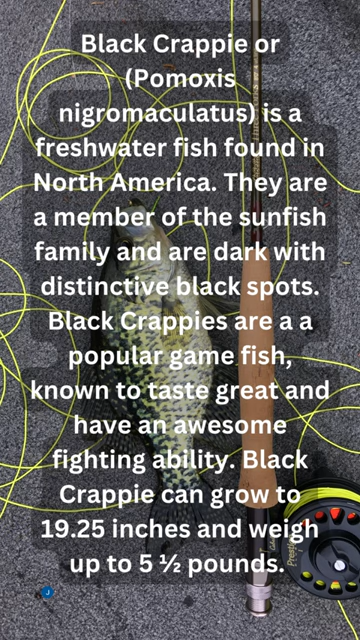 Black Crappie or
(Pomoxis
nigromaculatus) is a
freshwater fish found in
North America. They are
a member of the sunfish
family and are dark with
distinctive black spots.
Black Crappies are a a
popular game fish,
known to taste great and
have an awesome
fighting ability. Black
Crappie can grow to
19.25 inches and weigh
up to 5 ½ pounds.
J